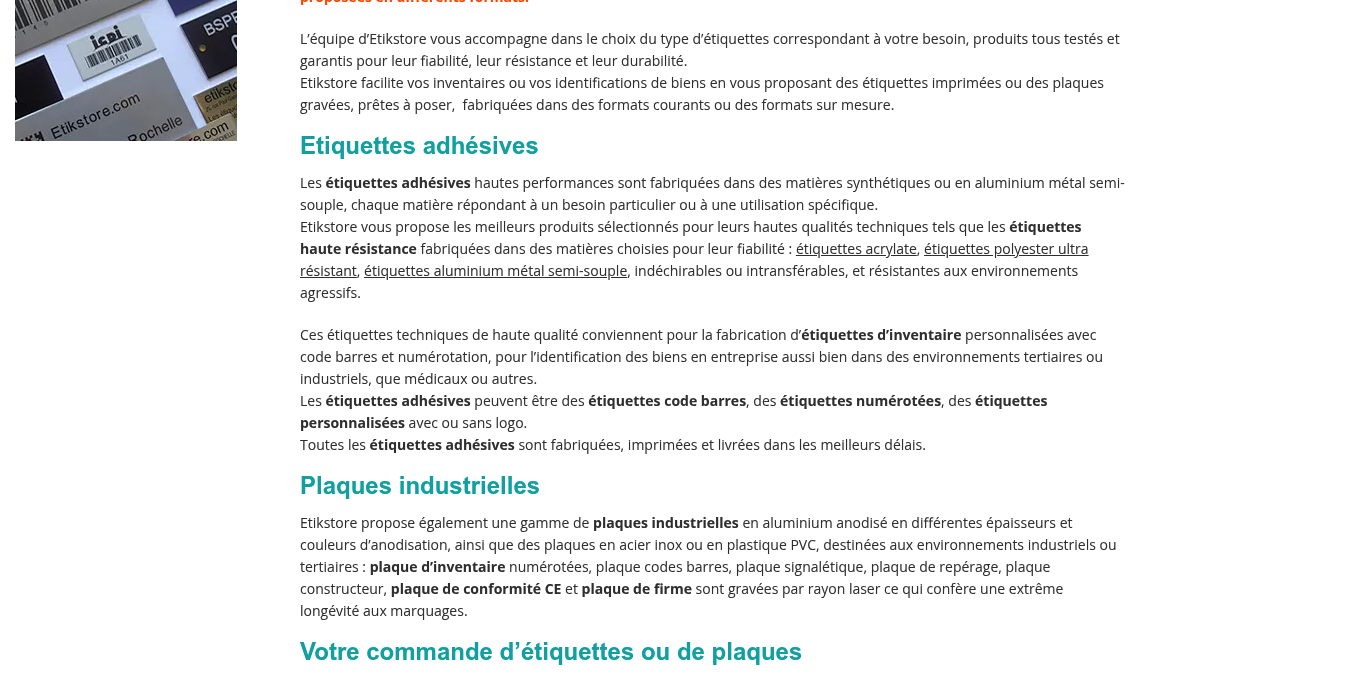 proposées en différents formats.
145
BSPE
icpi
1A61
Etikstore.com
Rochelle
etikstore
L’équipe d’Etikstore vous accompagne dans le choix du type d’étiquettes correspondant à votre besoin, produits tous testés et
garantis pour leur fiabilité, leur résistance et leur durabilité.
Etikstore facilite vos inventaires ou vos identifications de biens en vous proposant des étiquettes imprimées ou des plaques
gravées, prêtes à poser,  fabriquées dans des formats courants ou des formats sur mesure.
Etiquettes adhésives
Les étiquettes adhésives hautes performances sont fabriquées dans des matières synthétiques ou en aluminium métal semi-
souple, chaque matière répondant à un besoin particulier ou à une utilisation spécifique.
Etikstore vous propose les meilleurs produits sélectionnés pour leurs hautes qualités techniques tels que les étiquettes
haute résistance fabriquées dans des matières choisies pour leur fiabilité : étiquettes acrylate, étiquettes polyester ultra
résistant, étiquettes aluminium métal semi-souple, indéchirables ou intransférables, et résistantes aux environnements
agressifs.
Ces étiquettes techniques de haute qualité conviennent pour la fabrication d’étiquettes d’inventaire personnalisées avec
code barres et numérotation, pour l’identification des biens en entreprise aussi bien dans des environnements tertiaires ou
industriels, que médicaux ou autres.
Les étiquettes adhésives peuvent être des étiquettes code barres, des étiquettes numérotées, des étiquettes
personnalisées avec ou sans logo.
Toutes les étiquettes adhésives sont fabriquées, imprimées et livrées dans les meilleurs délais.
Plaques industrielles
Etikstore propose également une gamme de plaques industrielles en aluminium anodisé en différentes épaisseurs et
couleurs d’anodisation, ainsi que des plaques en acier inox ou en plastique PVC, destinées aux environnements industriels ou
tertiaires : plaque d’inventaire numérotées, plaque codes barres, plaque signalétique, plaque de repérage, plaque
constructeur, plaque de conformité CE et plaque de firme sont gravées par rayon laser ce qui confère une extrême
longévité aux marquages.
Votre commande d’étiquettes ou de plaques